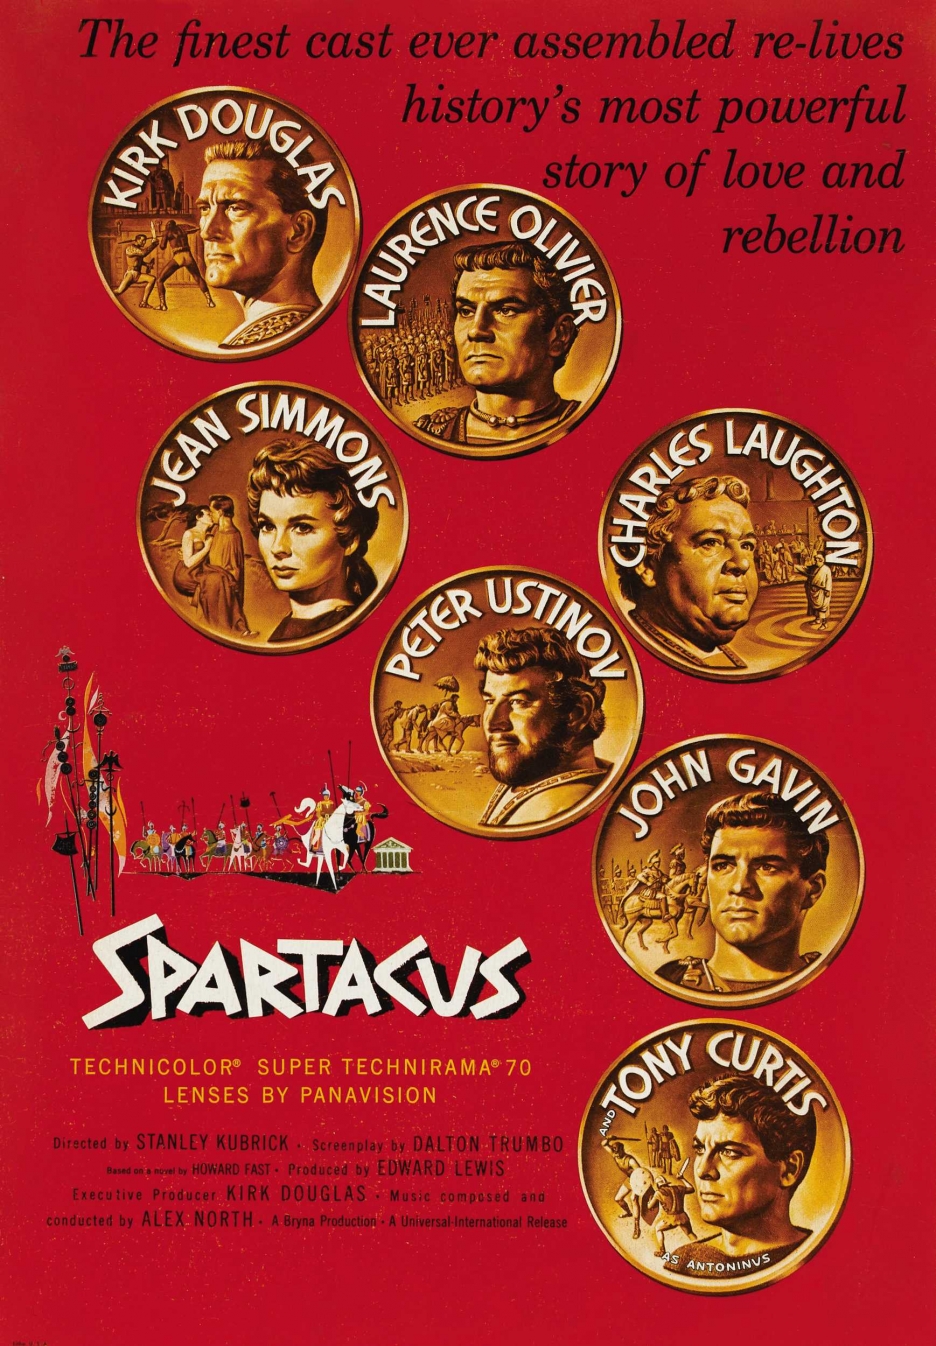 The finest cast ever assembled re-lives
history's most powerful
story of love and
rebellion
KIRK DOUGLAS
LAURENCE OLIVIER
JEAN SIMMONS
CHARLES LAUGHTON
PETER USTINOV
JOHN GAVIN
SPARTACUS
TECHNICOLOR® SUPER TECHNIRAMA® 70
LENSES BY PANAVISION
Directed by STANLEY KUBRICK • Screenplay by DALTON TRUMBO
Based on a novel by HOWARD FAST • Produced by EDWARD LEWIS
Executive Producer KIRK DOUGLAS • Music composed and
conducted by ALEX NORTH • A Bryna Production • A Universal-International Release
AND TONY CURTIS
AS ANTONINUS